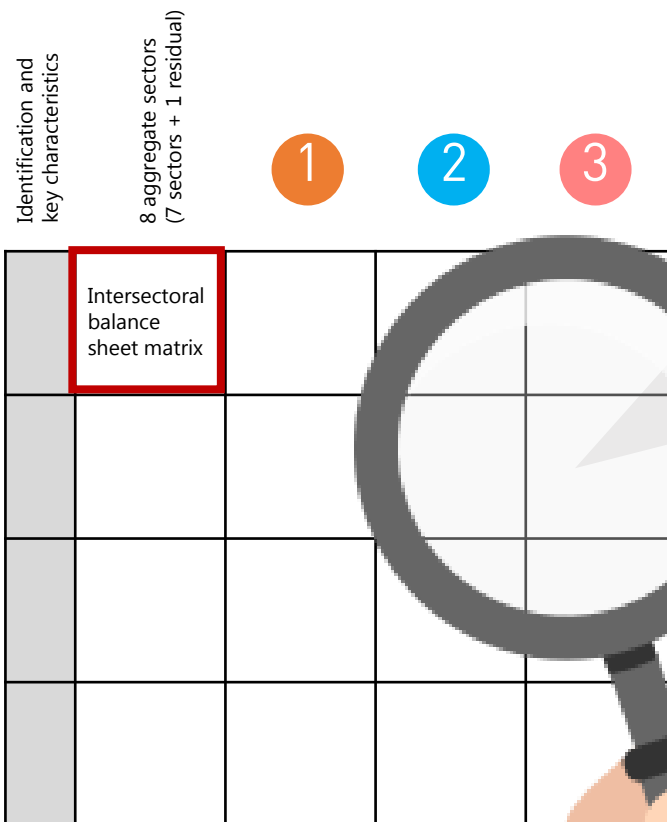 Identification and
key characteristics
8 aggregate sectors
(7 sectors + 1 residual)
1
2
3
Intersectoral
balance
sheet matrix